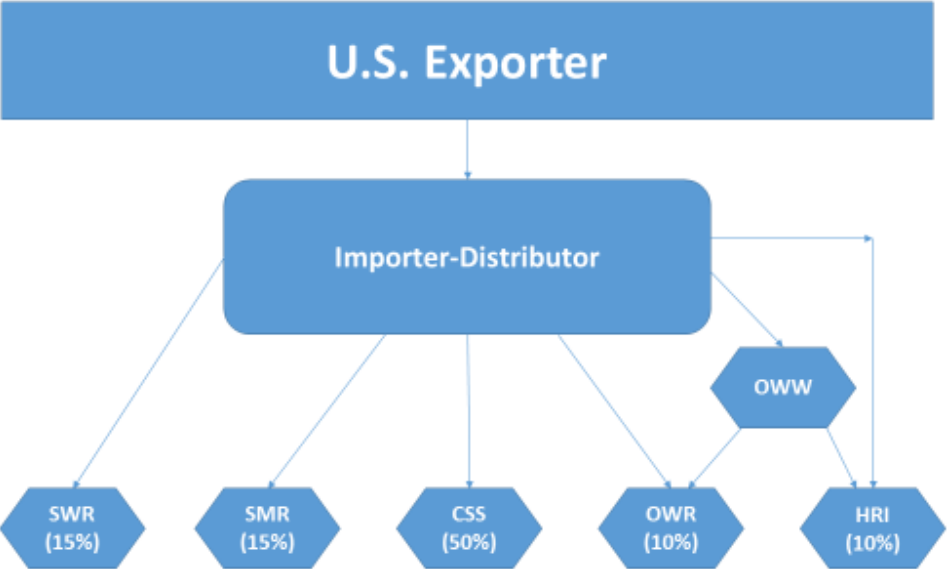 U.S. Exporter
Importer-Distributor
OWW
SWR
(15%)
SMR
(15%)
CSS
(50%)
OWR
(10%)
HRI
(10%)